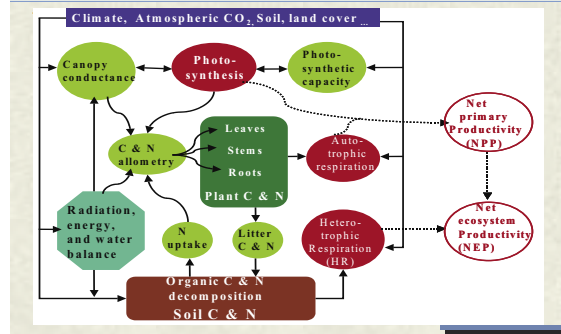 Climate, Atmospheric CO2, Soil, land cover ...
Canopy
conductance
Photo-
synthesis
Photo-
synthetic
capacity
Net
primary
Productivity
(NPP)
C & N
allometry
Leaves
Stems
Roots
Plant C & N
Auto-
trophic
respiration
Radiation,
energy,
and water
balance
N
uptake
Litter
C & N
Hetero-
trophic
Respiration
(HR)
Net
ecosystem
Productivity
(NEP)
Organic C & N
decomposition
Soil C & N